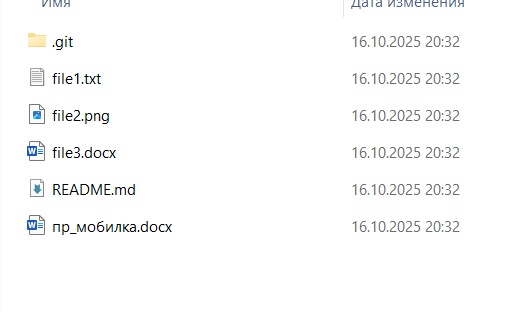 Имя Дата изменения
.git 16.10.2025 20:32
file1.txt 16.10.2025 20:32
file2.png 16.10.2025 20:32
file3.docx 16.10.2025 20:32
README.md 16.10.2025 20:32
пр_мобилка.docx 16.10.2025 20:32